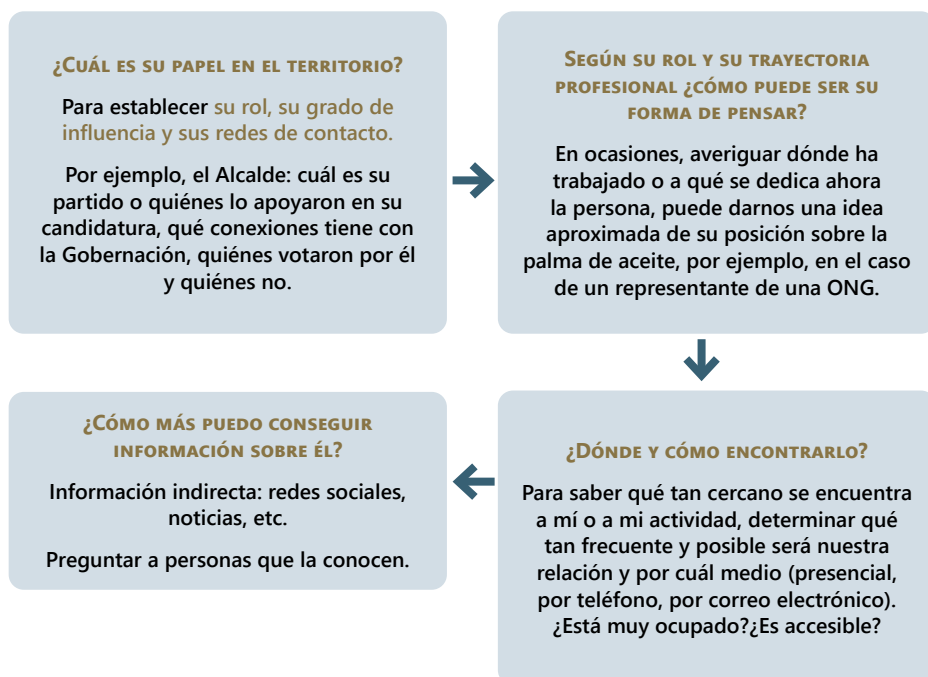 ¿Cuál es su papel en el territorio?
Para establecer su rol, su grado de
influencia y sus redes de contacto.
Por ejemplo, el Alcalde: cuál es su
partido o quiénes lo apoyaron en su
candidatura, qué conexiones tiene con
la Gobernación, quiénes votaron por él
y quiénes no.
Según su rol y su trayectoria
profesional ¿cómo puede ser su
forma de pensar?
En ocasiones, averiguar dónde ha
trabajado o a qué se dedica ahora
la persona, puede darnos una idea
aproximada de su posición sobre la
palma de aceite, por ejemplo, en el caso
de un representante de una ONG.
¿Dónde y cómo encontrarlo?
Para saber qué tan cercano se encuentra
a mí o a mi actividad, determinar qué
tan frecuente y posible será nuestra
relación y por cuál medio (presencial,
por teléfono, por correo electrónico).
¿Está muy ocupado?¿Es accesible?
¿Cómo más puedo conseguir
información sobre él?
Información indirecta: redes sociales,
noticias, etc.
Preguntar a personas que la conocen.